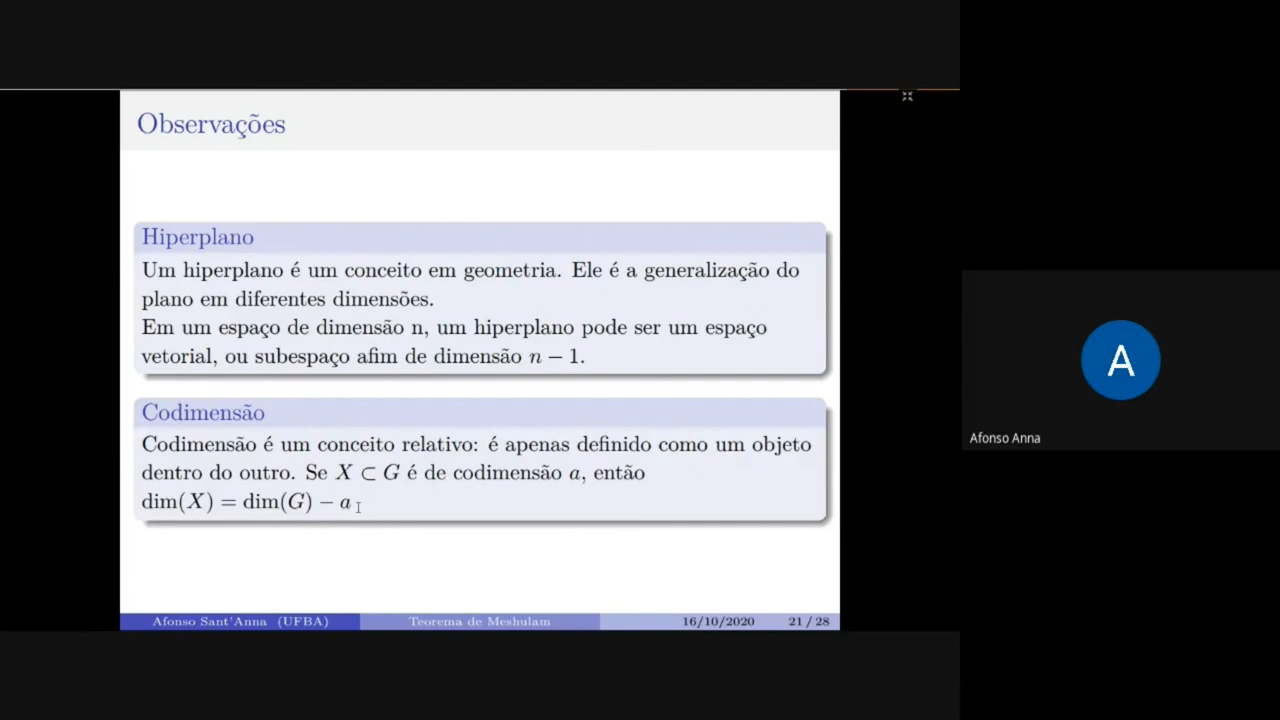 Observações
Hiperplano
Um hiperplano é um conceito em geometria. Ele é a generalização do
plano em diferentes dimensões.
Em um espaço de dimensão n, um hiperplano pode ser um espaço
vetorial, ou subespaço afim de dimensão n − 1.
Codimensão
Codimensão é um conceito relativo: é apenas definido como um objeto
dentro do outro. Se X ⊂ G é de codimensão a, então
dim(X) = dim(G) − a
Afonso Sant'Anna (UFBA) Teorema de Meshulam 16/10/2020 21 / 28
A
Afonso Anna